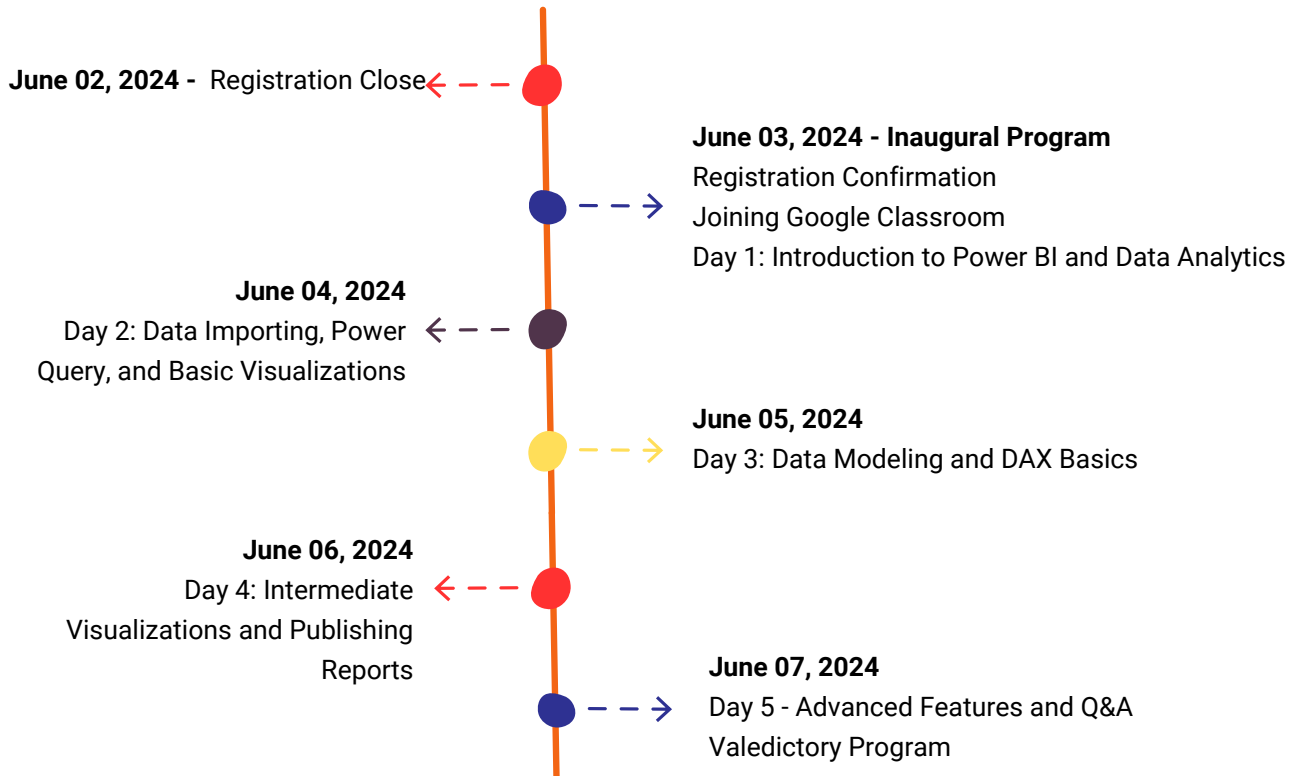 June 02, 2024 - Registration Close
June 03, 2024 - Inaugural Program
Registration Confirmation
Joining Google Classroom
Day 1: Introduction to Power BI and Data Analytics
June 04, 2024
Day 2: Data Importing, Power
Query, and Basic Visualizations
June 05, 2024
Day 3: Data Modeling and DAX Basics
June 06, 2024
Day 4: Intermediate
Visualizations and Publishing
Reports
June 07, 2024
Day 5 - Advanced Features and Q&A
Valedictory Program